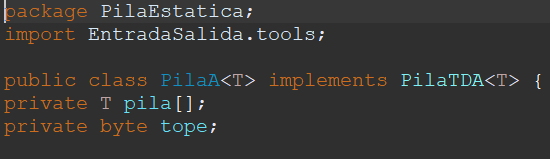 package PilaEstatica;
import EntradaSalida.tools;
public class PilaA<T> implements PilaTDA<T> {
private T pila[];
private byte tope;